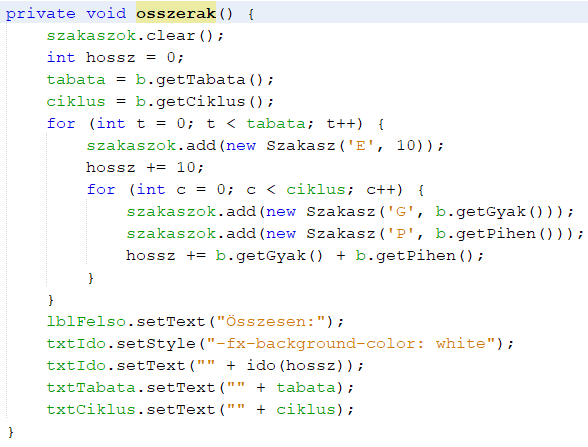 private void osszerak() {
    szakaszok.clear();
    int hossz = 0;
    tabata = b.getTabata();
    ciklus = b.getCiklus();
    for (int t = 0; t < tabata; t++) {
        szakaszok.add(new Szakasz('E', 10));
        hossz += 10;
        for (int c = 0; c < ciklus; c++) {
            szakaszok.add(new Szakasz('G', b.getGyak()));
            szakaszok.add(new Szakasz('P', b.getPihen()));
            hossz += b.getGyak() + b.getPihen();
        }
    }
    lblFelso.setText("Összesen:");
    txtIdo.setStyle("-fx-background-color: white");
    txtIdo.setText("" + ido(hossz));
    txtTabata.setText("" + tabata);
    txtCiklus.setText("" + ciklus);
}